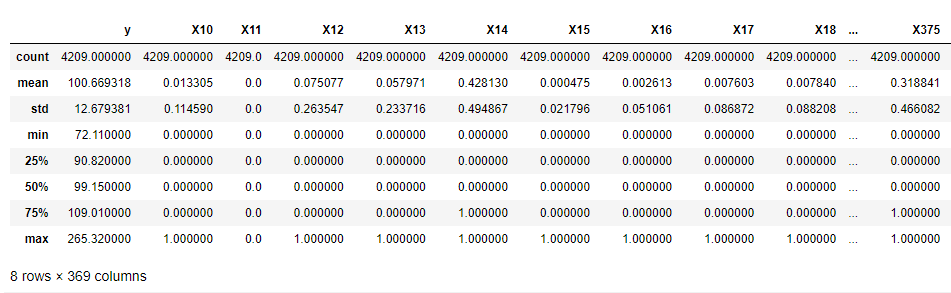 y X10 X11 X12 X13 X14 X15 X16 X17 X18 ... X375
count 4209.000000 4209.000000 4209.0 4209.000000 4209.000000 4209.000000 4209.000000 4209.000000 4209.000000 4209.000000 ... 4209.000000
mean 100.669318 0.013305 0.0 0.075077 0.057971 0.428130 0.000475 0.002613 0.007603 0.007840 ... 0.318841
std 12.679381 0.114590 0.0 0.263547 0.233716 0.494867 0.021796 0.051061 0.086872 0.088208 ... 0.466082
min 72.110000 0.000000 0.0 0.000000 0.000000 0.000000 0.000000 0.000000 0.000000 0.000000 ... 0.000000
25% 90.820000 0.000000 0.0 0.000000 0.000000 0.000000 0.000000 0.000000 0.000000 0.000000 ... 0.000000
50% 99.150000 0.000000 0.0 0.000000 0.000000 0.000000 0.000000 0.000000 0.000000 0.000000 ... 0.000000
75% 109.010000 0.000000 0.0 0.000000 0.000000 1.000000 0.000000 0.000000 0.000000 0.000000 ... 1.000000
max 265.320000 1.000000 0.0 1.000000 1.000000 1.000000 1.000000 1.000000 1.000000 1.000000 ... 1.000000
8 rows × 369 columns